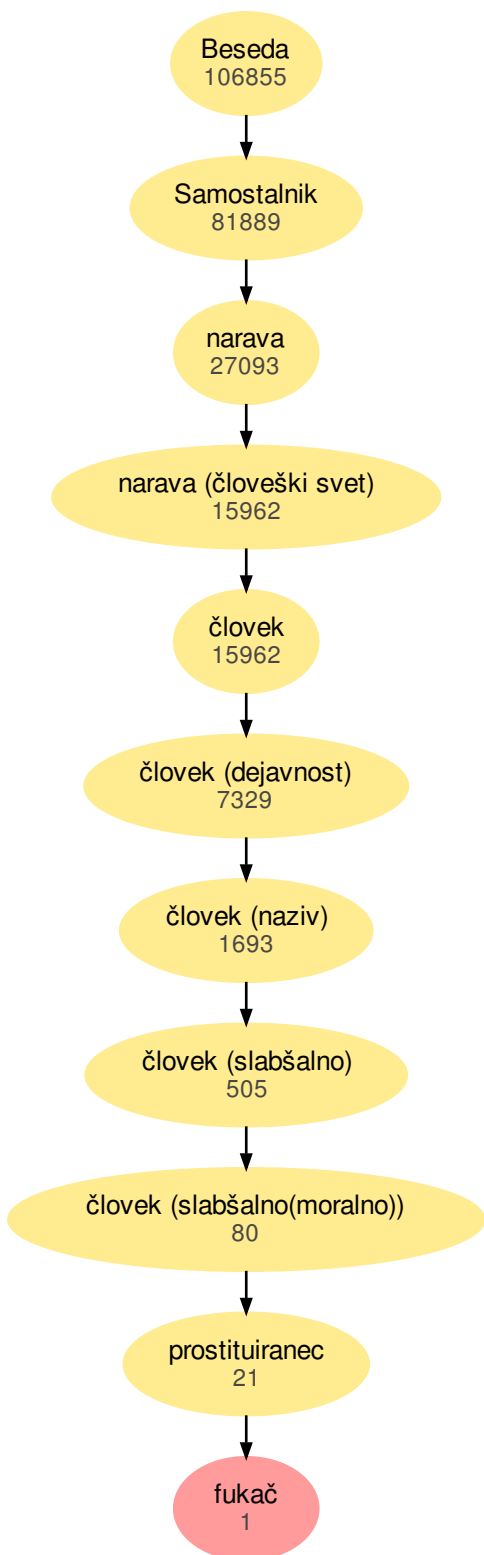 Beseda
106855
Samostalnik
81889
narava
27093
narava (človeški svet)
15962
človek
15962
človek (dejavnost)
7329
človek (naziv)
1693
človek (slabšalno)
505
človek (slabšalno(moralno))
80
prostituiranec
21
fukač
1